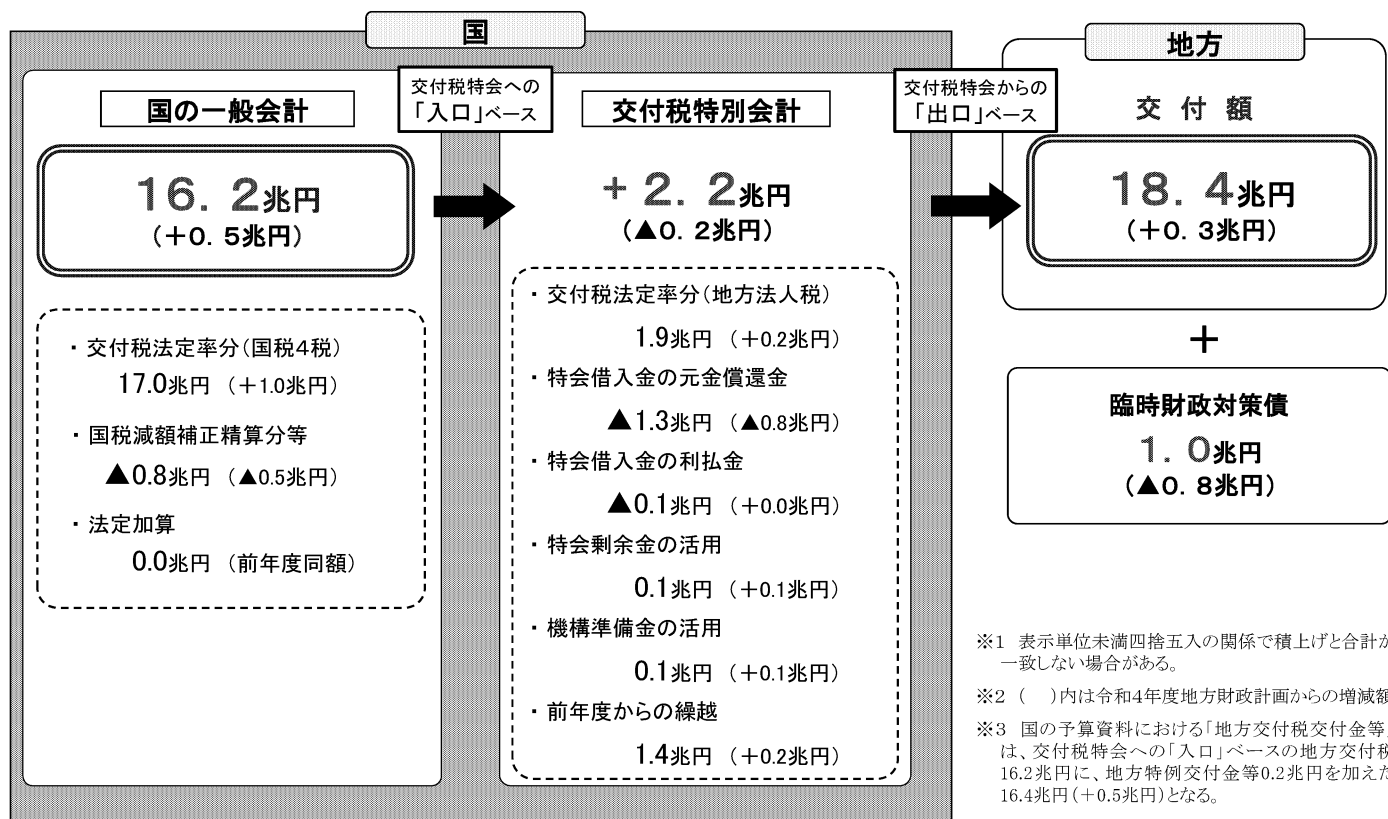 国
国の一般会計
16.2兆円
(+0.5兆円)
・交付税法定率分(国税4税)
17.0兆円 (+1.0兆円)
・国税減額補正精算分等
▲0.8兆円 (▲0.5兆円)
・法定加算
0.0兆円 (前年度同額)
交付税特会への
「入口」ベース
交付税特別会計
+2.2兆円
(▲0.2兆円)
・交付税法定率分(地方法人税)
1.9兆円 (+0.2兆円)
・特会借入金の元金償還金
▲1.3兆円 (▲0.8兆円)
・特会借入金の利払金
▲0.1兆円 (+0.0兆円)
・特会剰余金の活用
0.1兆円 (+0.1兆円)
・機構準備金の活用
0.1兆円 (+0.1兆円)
・前年度からの繰越
1.4兆円 (+0.2兆円)
交付税特会からの
「出口」ベース
地方
交付額
18.4兆円
(+0.3兆円)
+
臨時財政対策債
1.0兆円
(▲0.8兆円)
※1 表示単位未満四捨五入の関係で積上げと合計が
一致しない場合がある。
※2 ( )内は令和4年度地方財政計画からの増減額
※3 国の予算資料における「地方交付税交付金等」
は、交付税特会への「入口」ベースの地方交付税
16.2兆円に、地方特例交付金等0.2兆円を加えた
16.4兆円(+0.5兆円)となる。